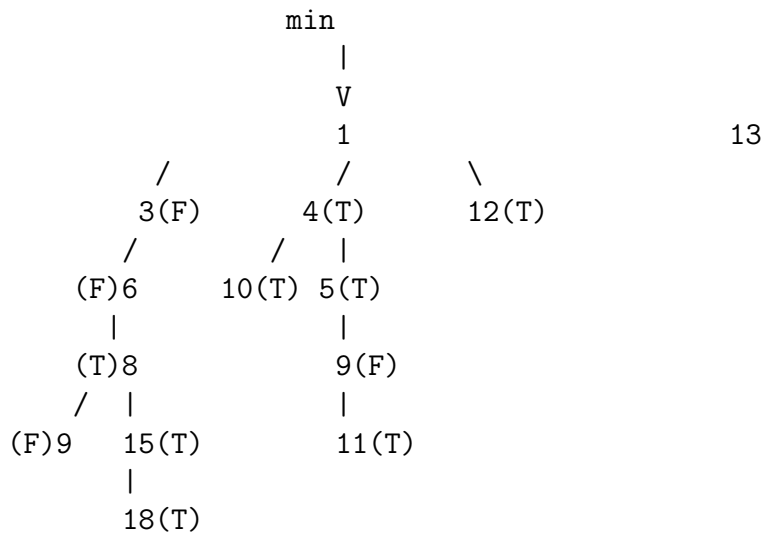 min
|
V
1 13
/ / \
3(F) 4(T) 12(T)
/ / |
(F)6 10(T) 5(T)
| |
(T)8 9(F)
/ | |
(F)9 15(T) 11(T)
|
18(T)